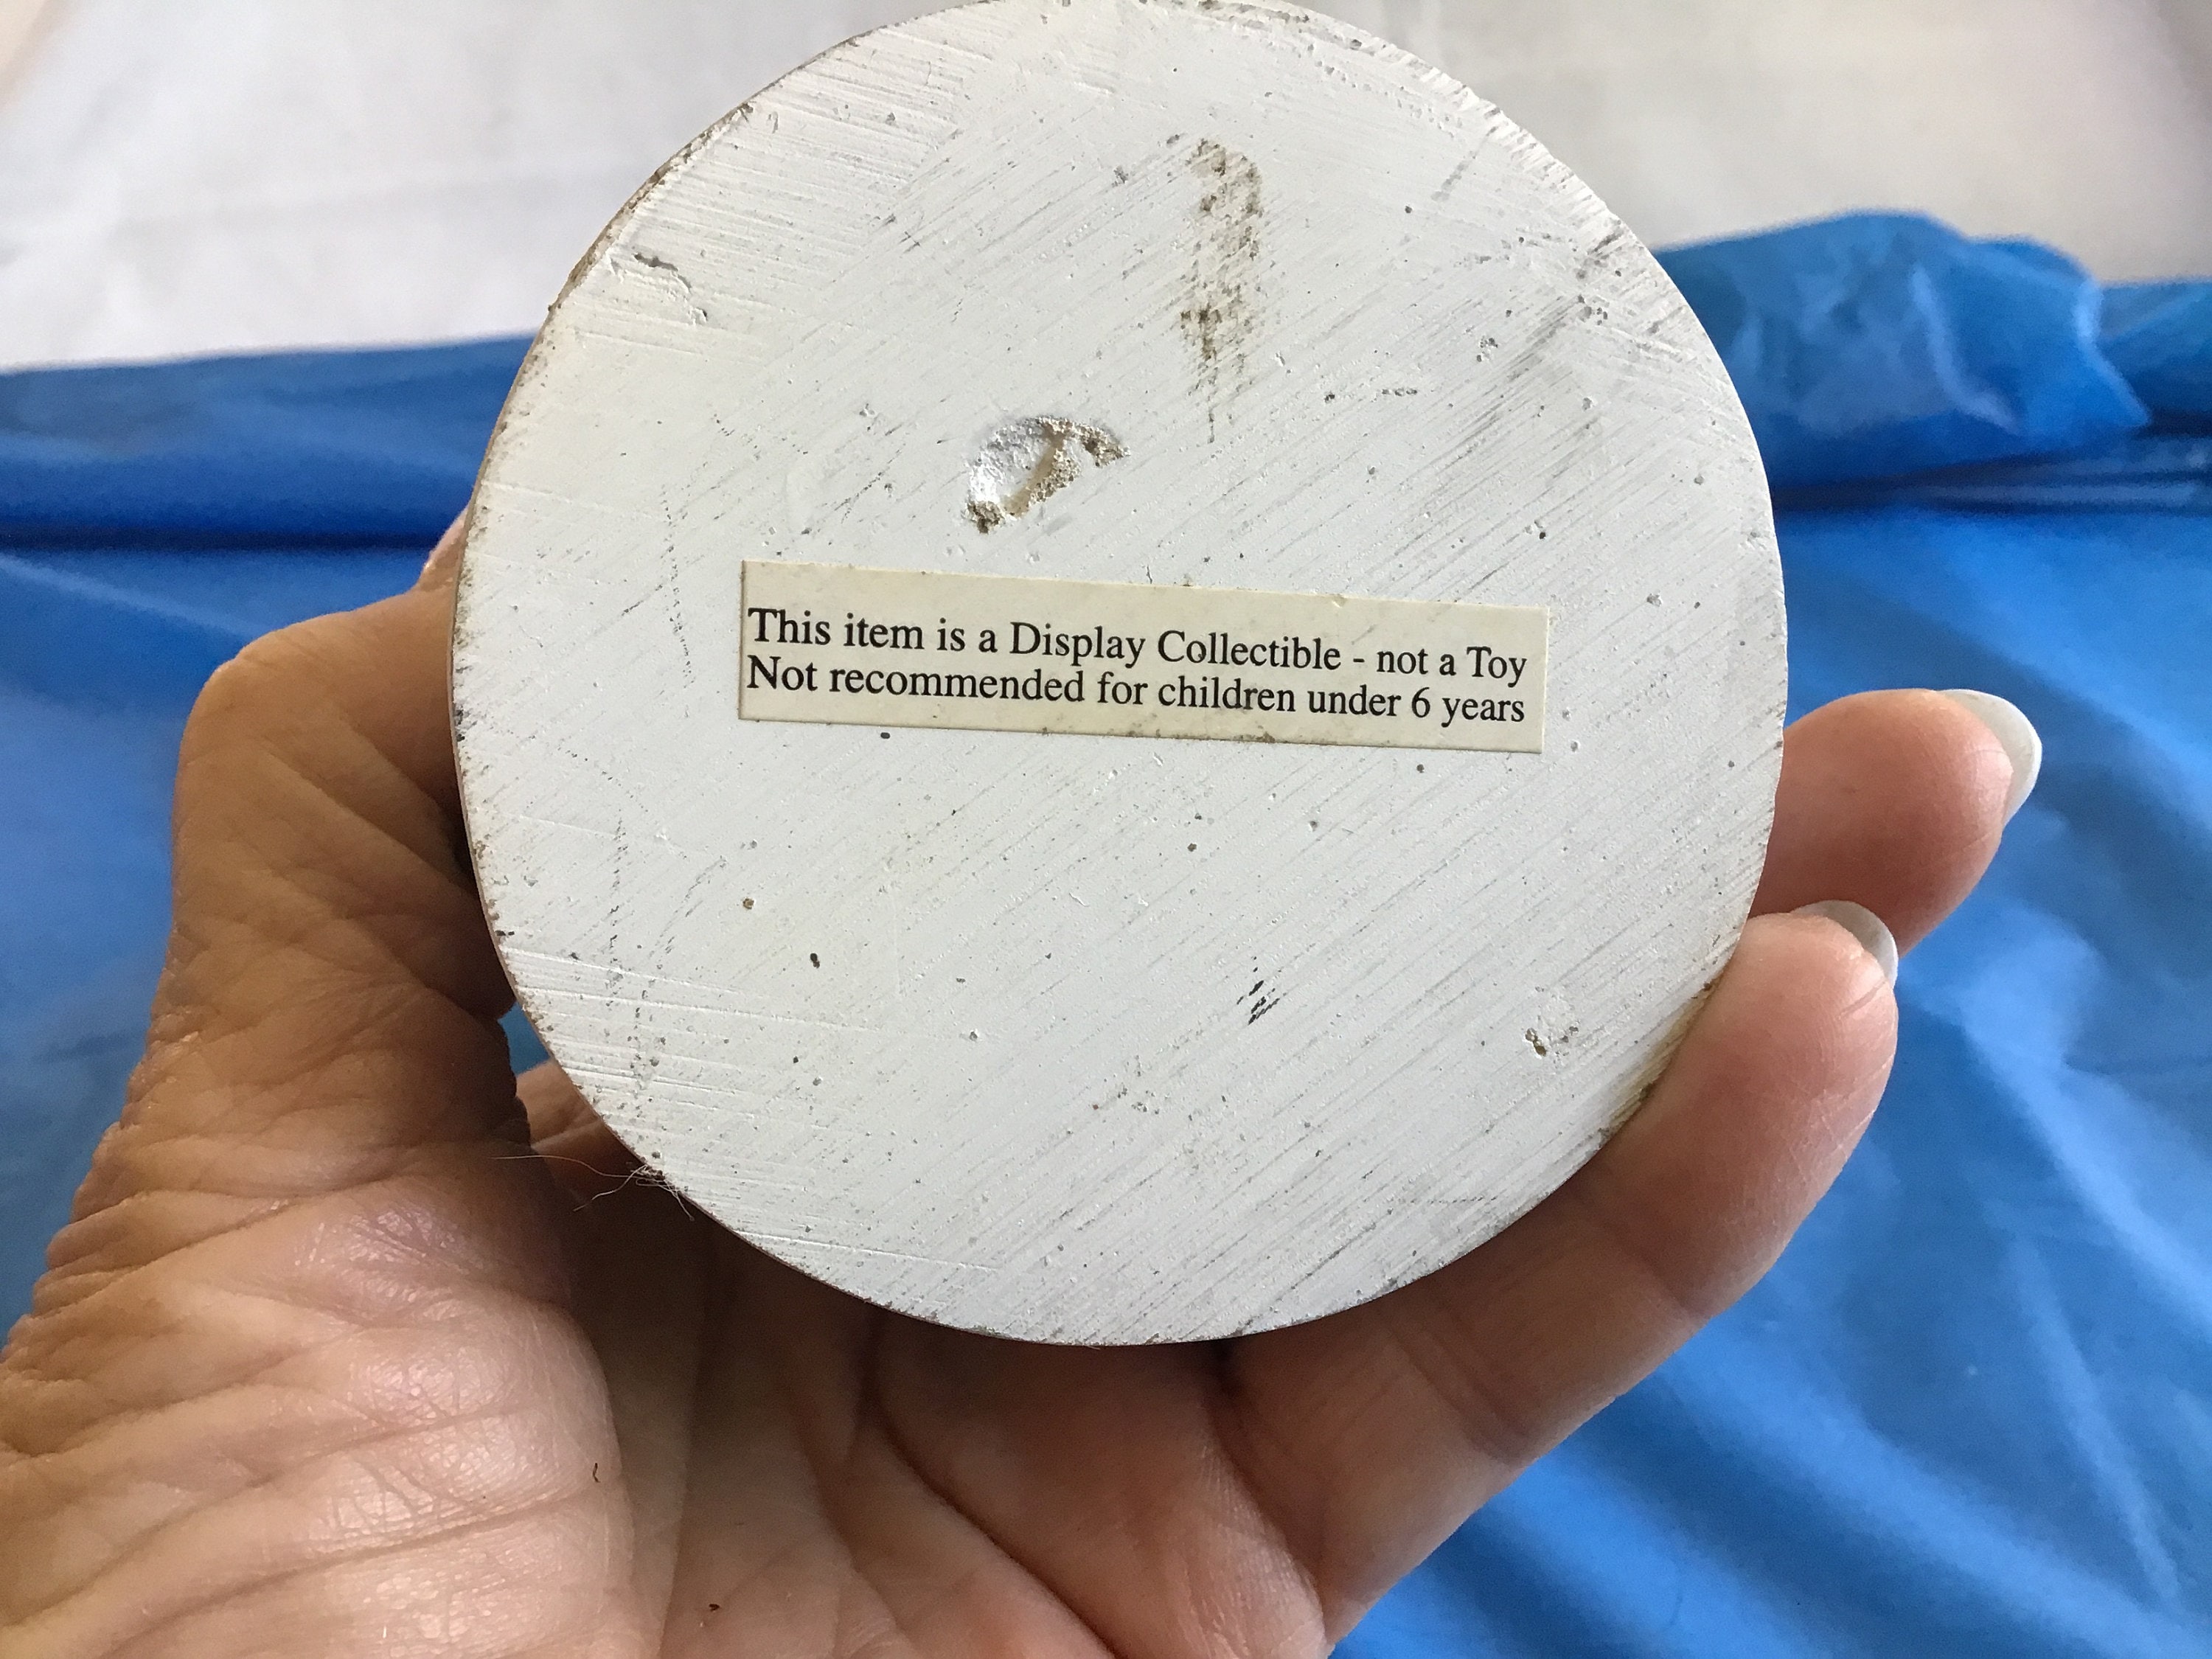 This item is a Display Collectible - not a Toy
Not recommended for children under 6 years